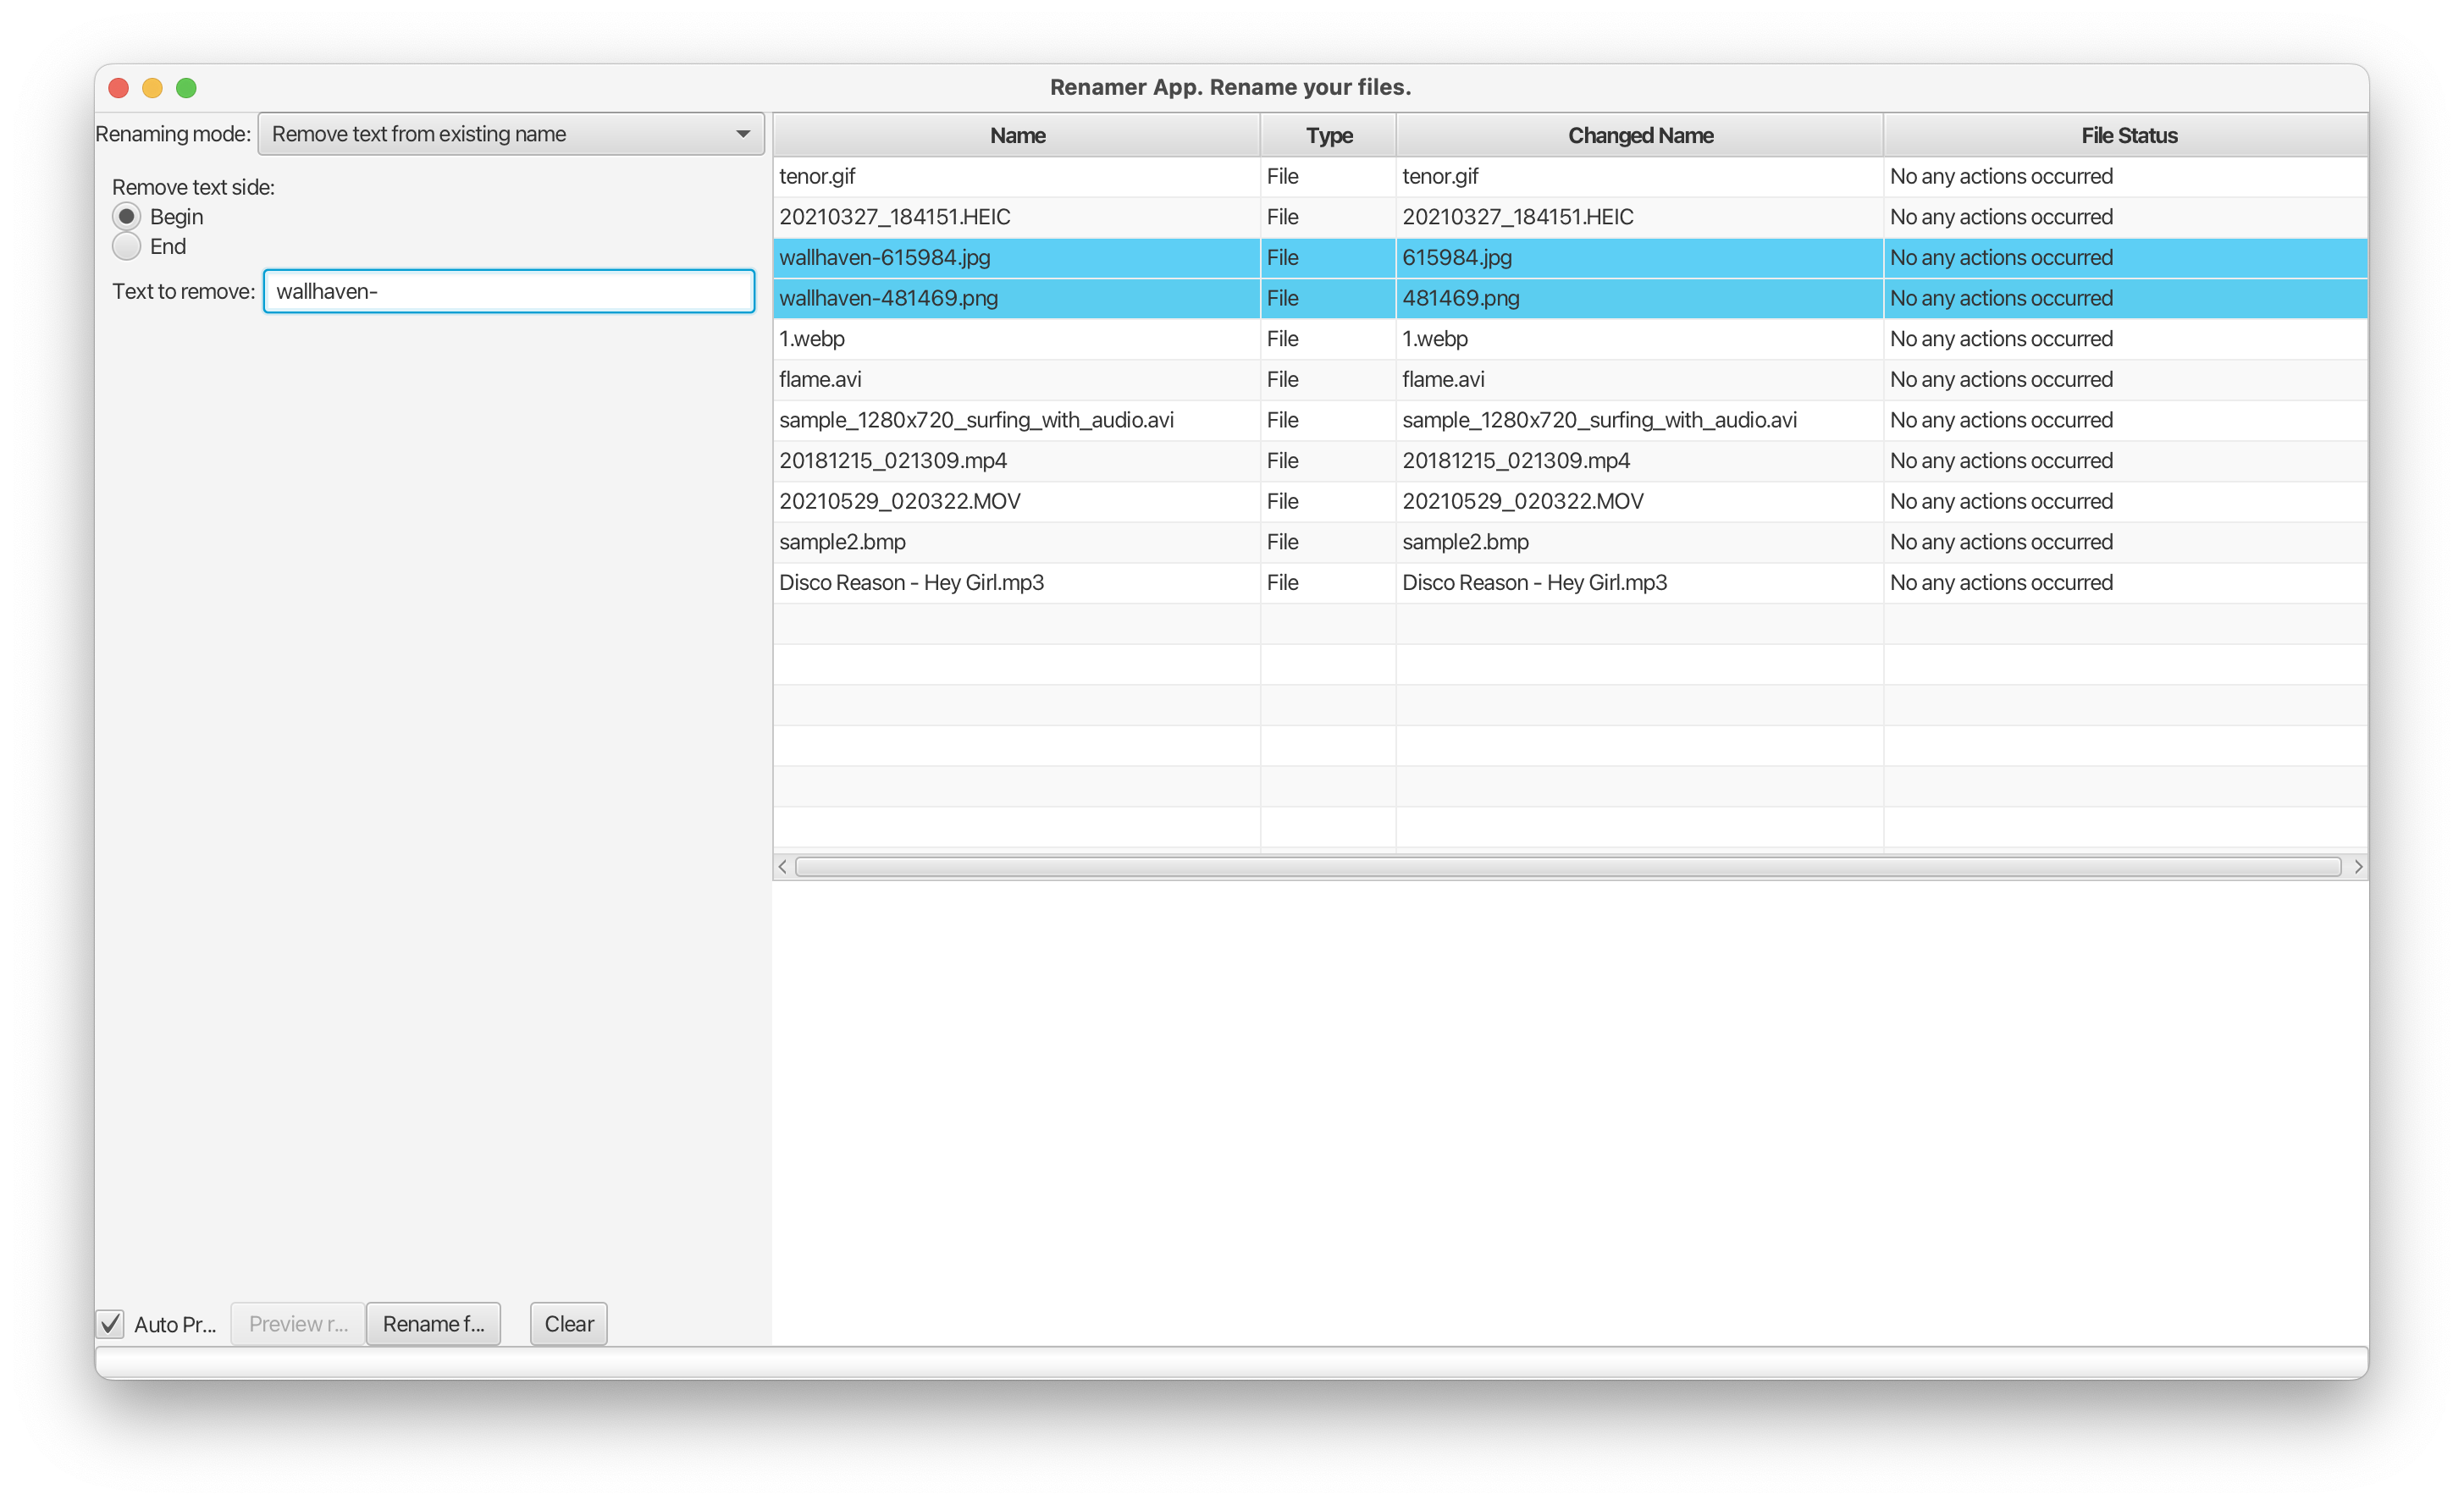 Renamer App. Rename your files.
Renaming mode: Remove text from existing name
Remove text side:
Begin
End
Text to remove: wallhaven-
Name Type Changed Name File Status
tenor.gif File tenor.gif No any actions occurred
20210327_184151.HEIC File 20210327_184151.HEIC No any actions occurred
wallhaven-615984.jpg File 615984.jpg No any actions occurred
wallhaven-481469.png File 481469.png No any actions occurred
1.webp File 1.webp No any actions occurred
flame.avi File flame.avi No any actions occurred
sample_1280x720_surfing_with_audio.avi File sample_1280x720_surfing_with_audio.avi No any actions occurred
20181215_021309.mp4 File 20181215_021309.mp4 No any actions occurred
20210529_020322.MOV File 20210529_020322.MOV No any actions occurred
sample2.bmp File sample2.bmp No any actions occurred
Disco Reason - Hey Girl.mp3 File Disco Reason - Hey Girl.mp3 No any actions occurred
Auto Pr... Preview r... Rename f... Clear